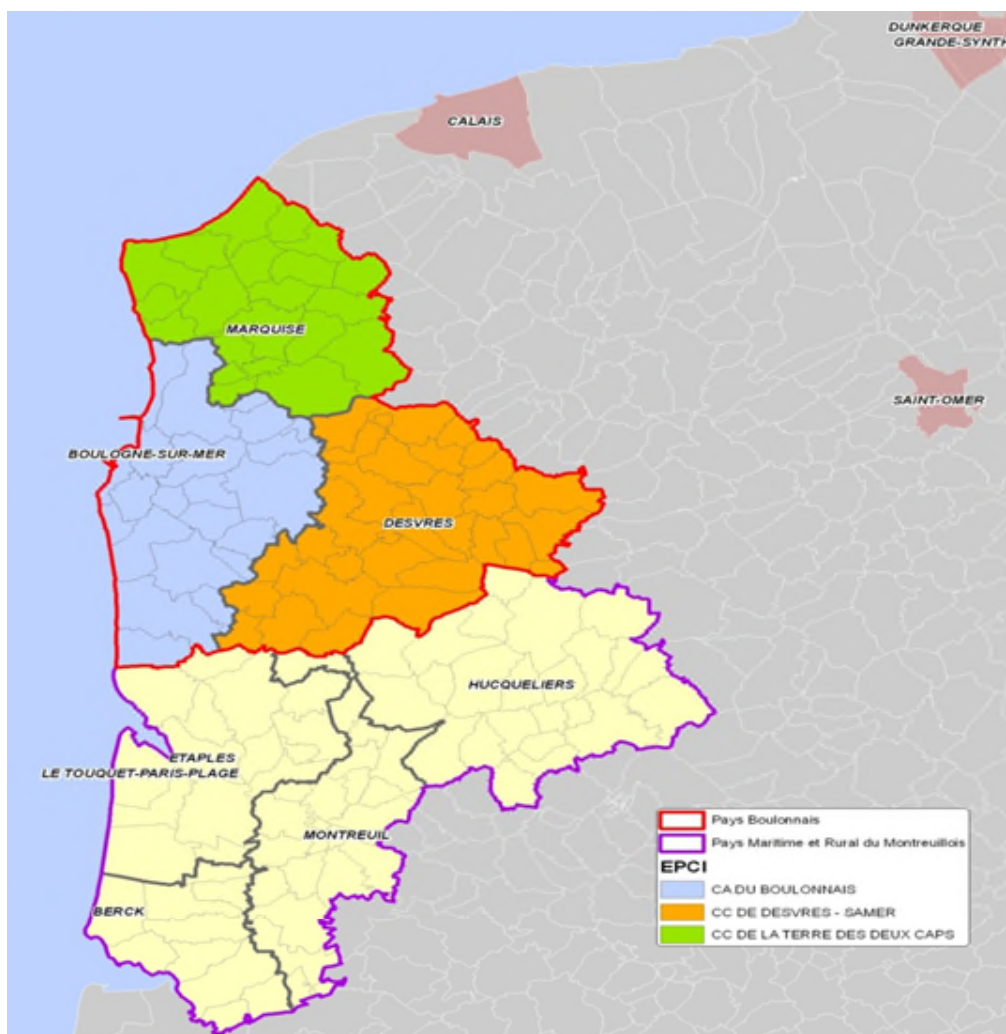 DUNKERQUE
GRANDE-SYNTH
CALAIS
MARQUISE
SAINT-OMER
BOULOGNE-SUR-MER
DESVRES
HUCQUELIERS
ETAPLES
LE TOUQUET-PARIS-PLAGE
MONTREUIL
BERCK
Pays Boulonnais
Pays Maritime et Rural du Montreuillois
EPCI
CA DU BOULONNAIS
CC DE DESVRES - SAMER
CC DE LA TERRE DES DEUX CAPS